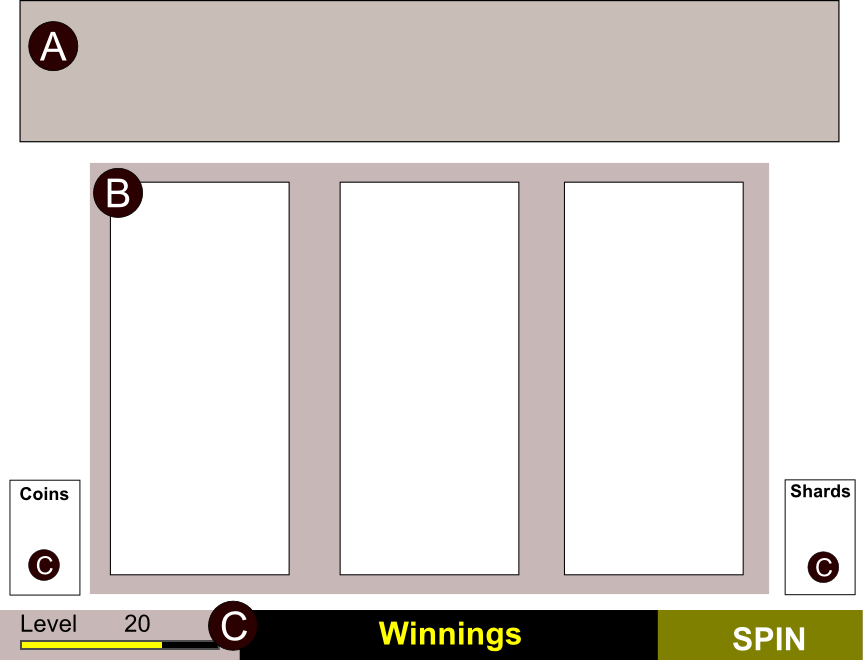 A
B
Coins
C
Shards
C
Level 20
C
Winnings
SPIN